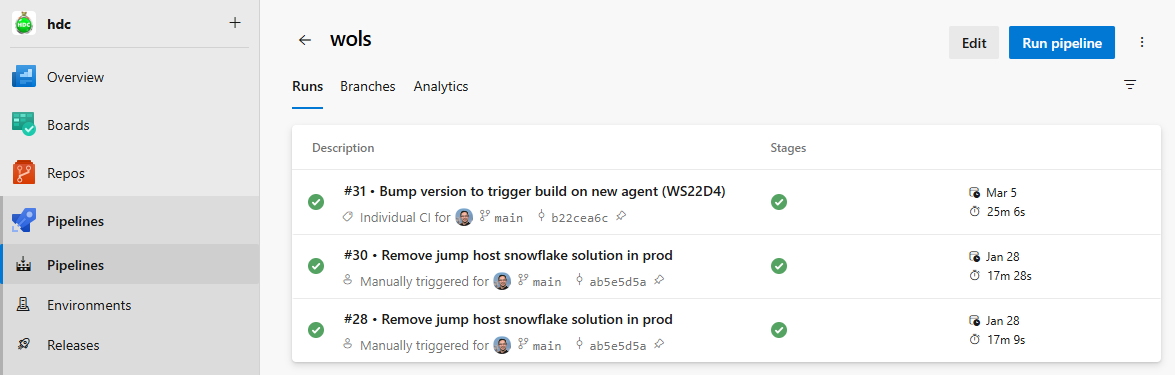 HDC
hdc +
Overview
Boards
Repos
Pipelines
Pipelines
Environments
Releases
wols
Edit
Run pipeline
Runs Branches Analytics
Description Stages
#31 • Bump version to trigger build on new agent (WS22D4)
Individual CI for main b22cea6c
Mar 5
25m 6s
#30 • Remove jump host snowflake solution in prod
Manually triggered for main ab5e5d5a
Jan 28
17m 28s
#28 • Remove jump host snowflake solution in prod
Manually triggered for main ab5e5d5a
Jan 28
17m 9s